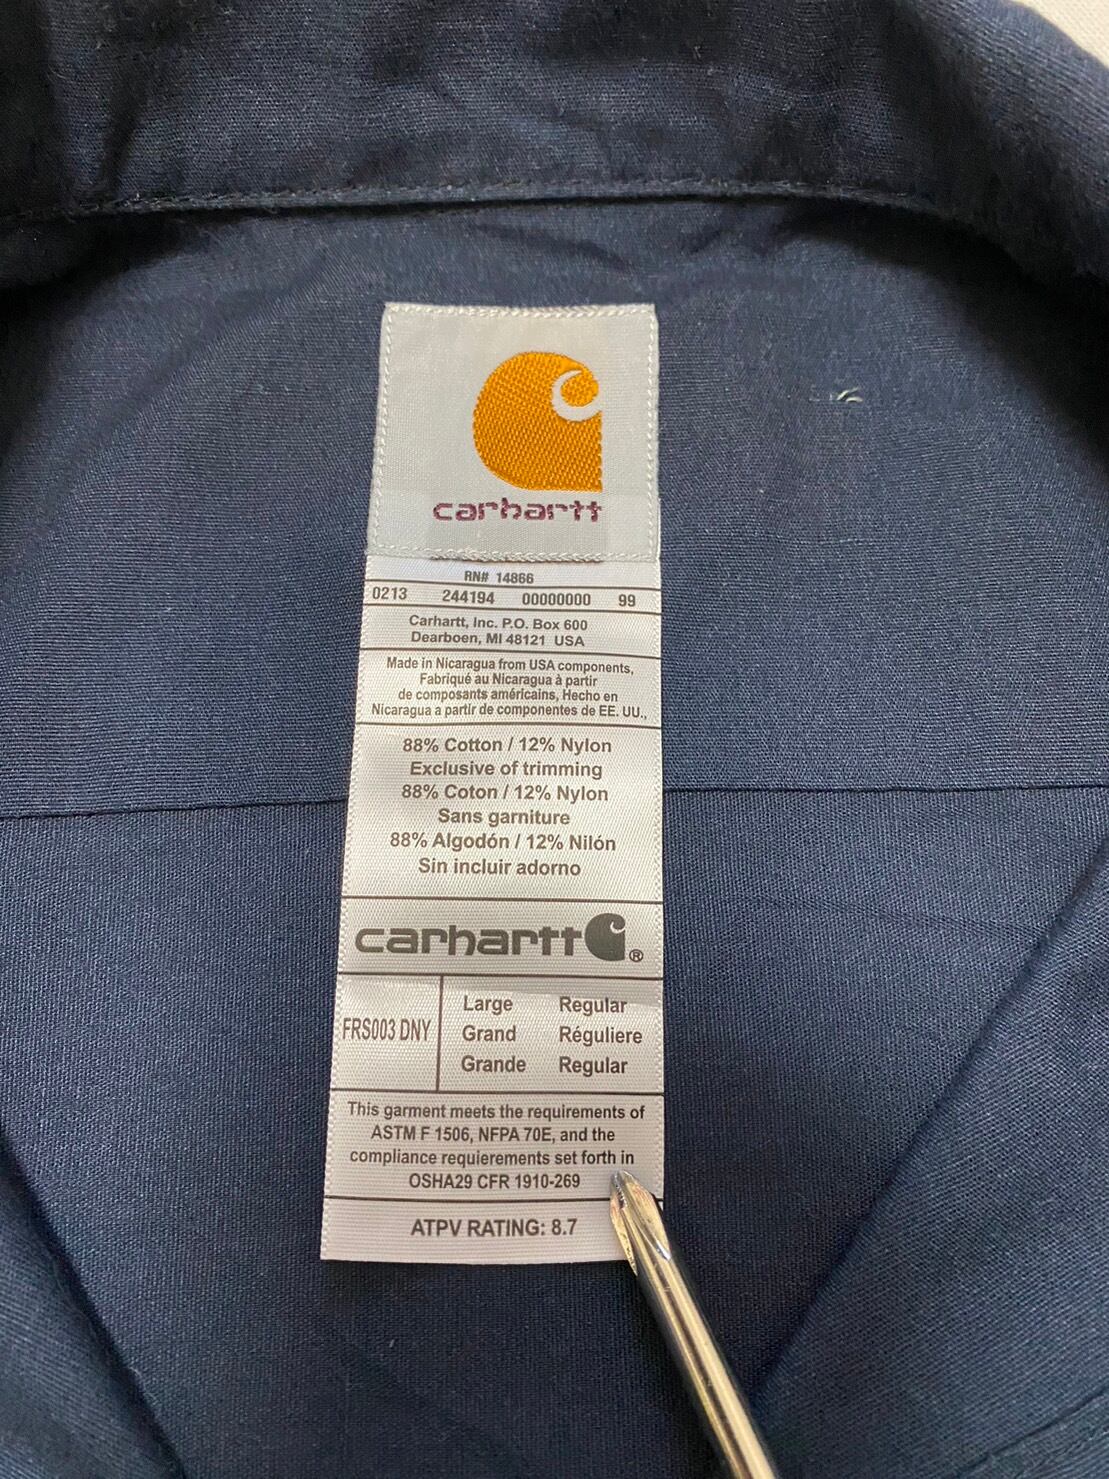 carhartt
RN# 14866
0213 244194 00000000 99
Carhartt, Inc. P.O. Box 600
Dearboen, MI 48121 USA
Made in Nicaragua from USA components,
Fabriqué au Nicaragua à partir
de composants américains, Hecho en
Nicaragua a partir de componentes de EE. UU.,
88% Cotton / 12% Nylon
Exclusive of trimming
88% Coton / 12% Nylon
Sans garniture
88% Algodón / 12% Nilón
Sin incluir adorno
carhartt ®
FRS003 DNY
Large Regular
Grand Réguliere
Grande Regular
This garment meets the requirements of
ASTM F 1506, NFPA 70E, and the
compliance requierements set forth in
OSHA29 CFR 1910-269
ATPV RATING: 8.7